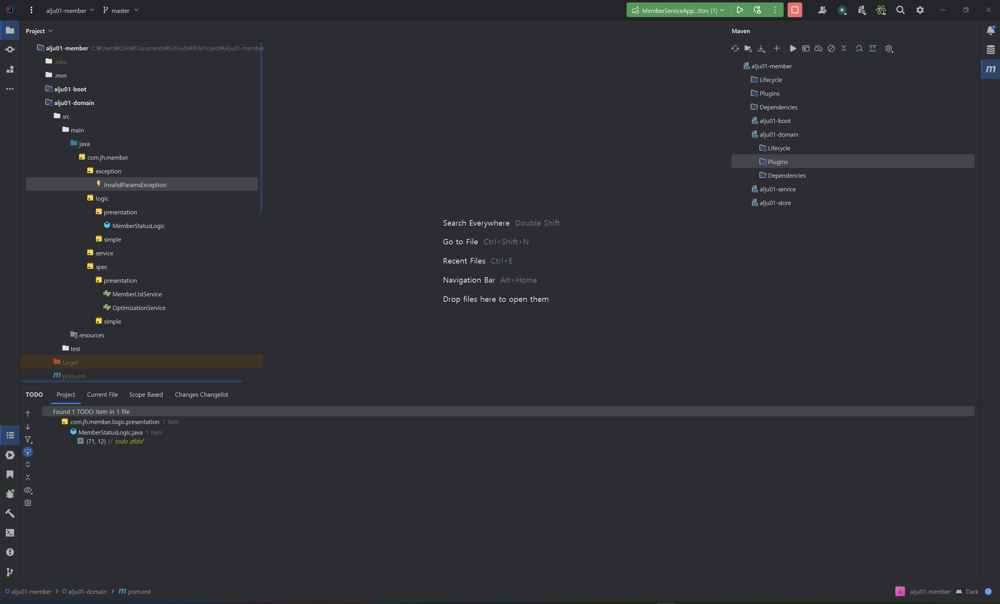 alju01-member master MemberServiceApp...tion (1)
Project
alju01-member C:₩Users₩OJH₩Documents₩GitHub₩JPAProject₩alju01-member
.idea
.mvn
alju01-boot
alju01-domain
src
main
java
com.jh.member
exception
InvalidParamsException
logic
presentation
MemberStatusLogic
simple
service
spec
presentation
MemberListService
OptimizationService
simple
resources
test
target
pom.xml
Search Everywhere Double Shift
Go to File Ctrl+Shift+N
Recent Files Ctrl+E
Navigation Bar Alt+Home
Drop files here to open them
Maven
alju01-member
Lifecycle
Plugins
Dependencies
alju01-boot
alju01-domain
Lifecycle
Plugins
Dependencies
alju01-service
alju01-store
TODO Project Current File Scope Based Changes Changelist
Found 1 TODO item in 1 file
com.jh.member.logic.presentation 1 item
MemberStatusLogic.java 1 item
(71, 12) // todo dfdsf
alju01-member > alju01-domain > m pom.xml
A alju01-member Dark